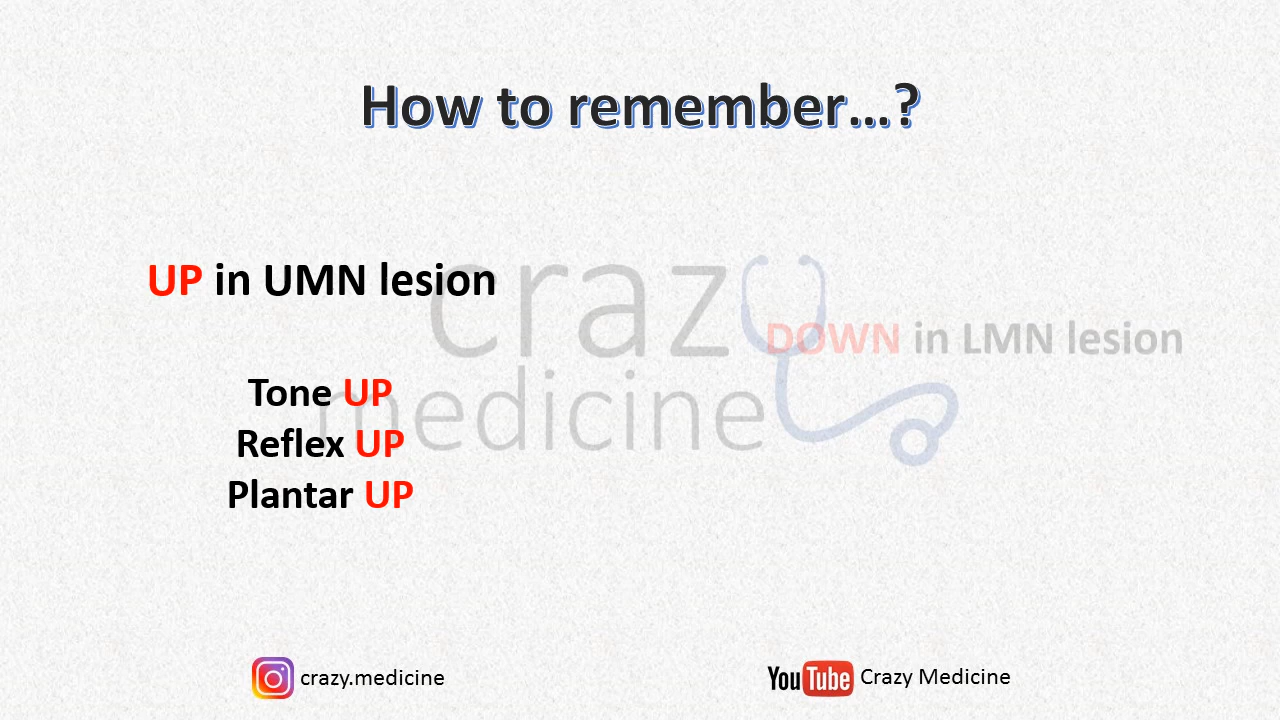 How to remember...?
UP in UMN lesion
DOWN in LMN lesion
Tone UP
Reflex UP
Plantar UP
crazy
medicine
crazy.medicine
YouTube Crazy Medicine